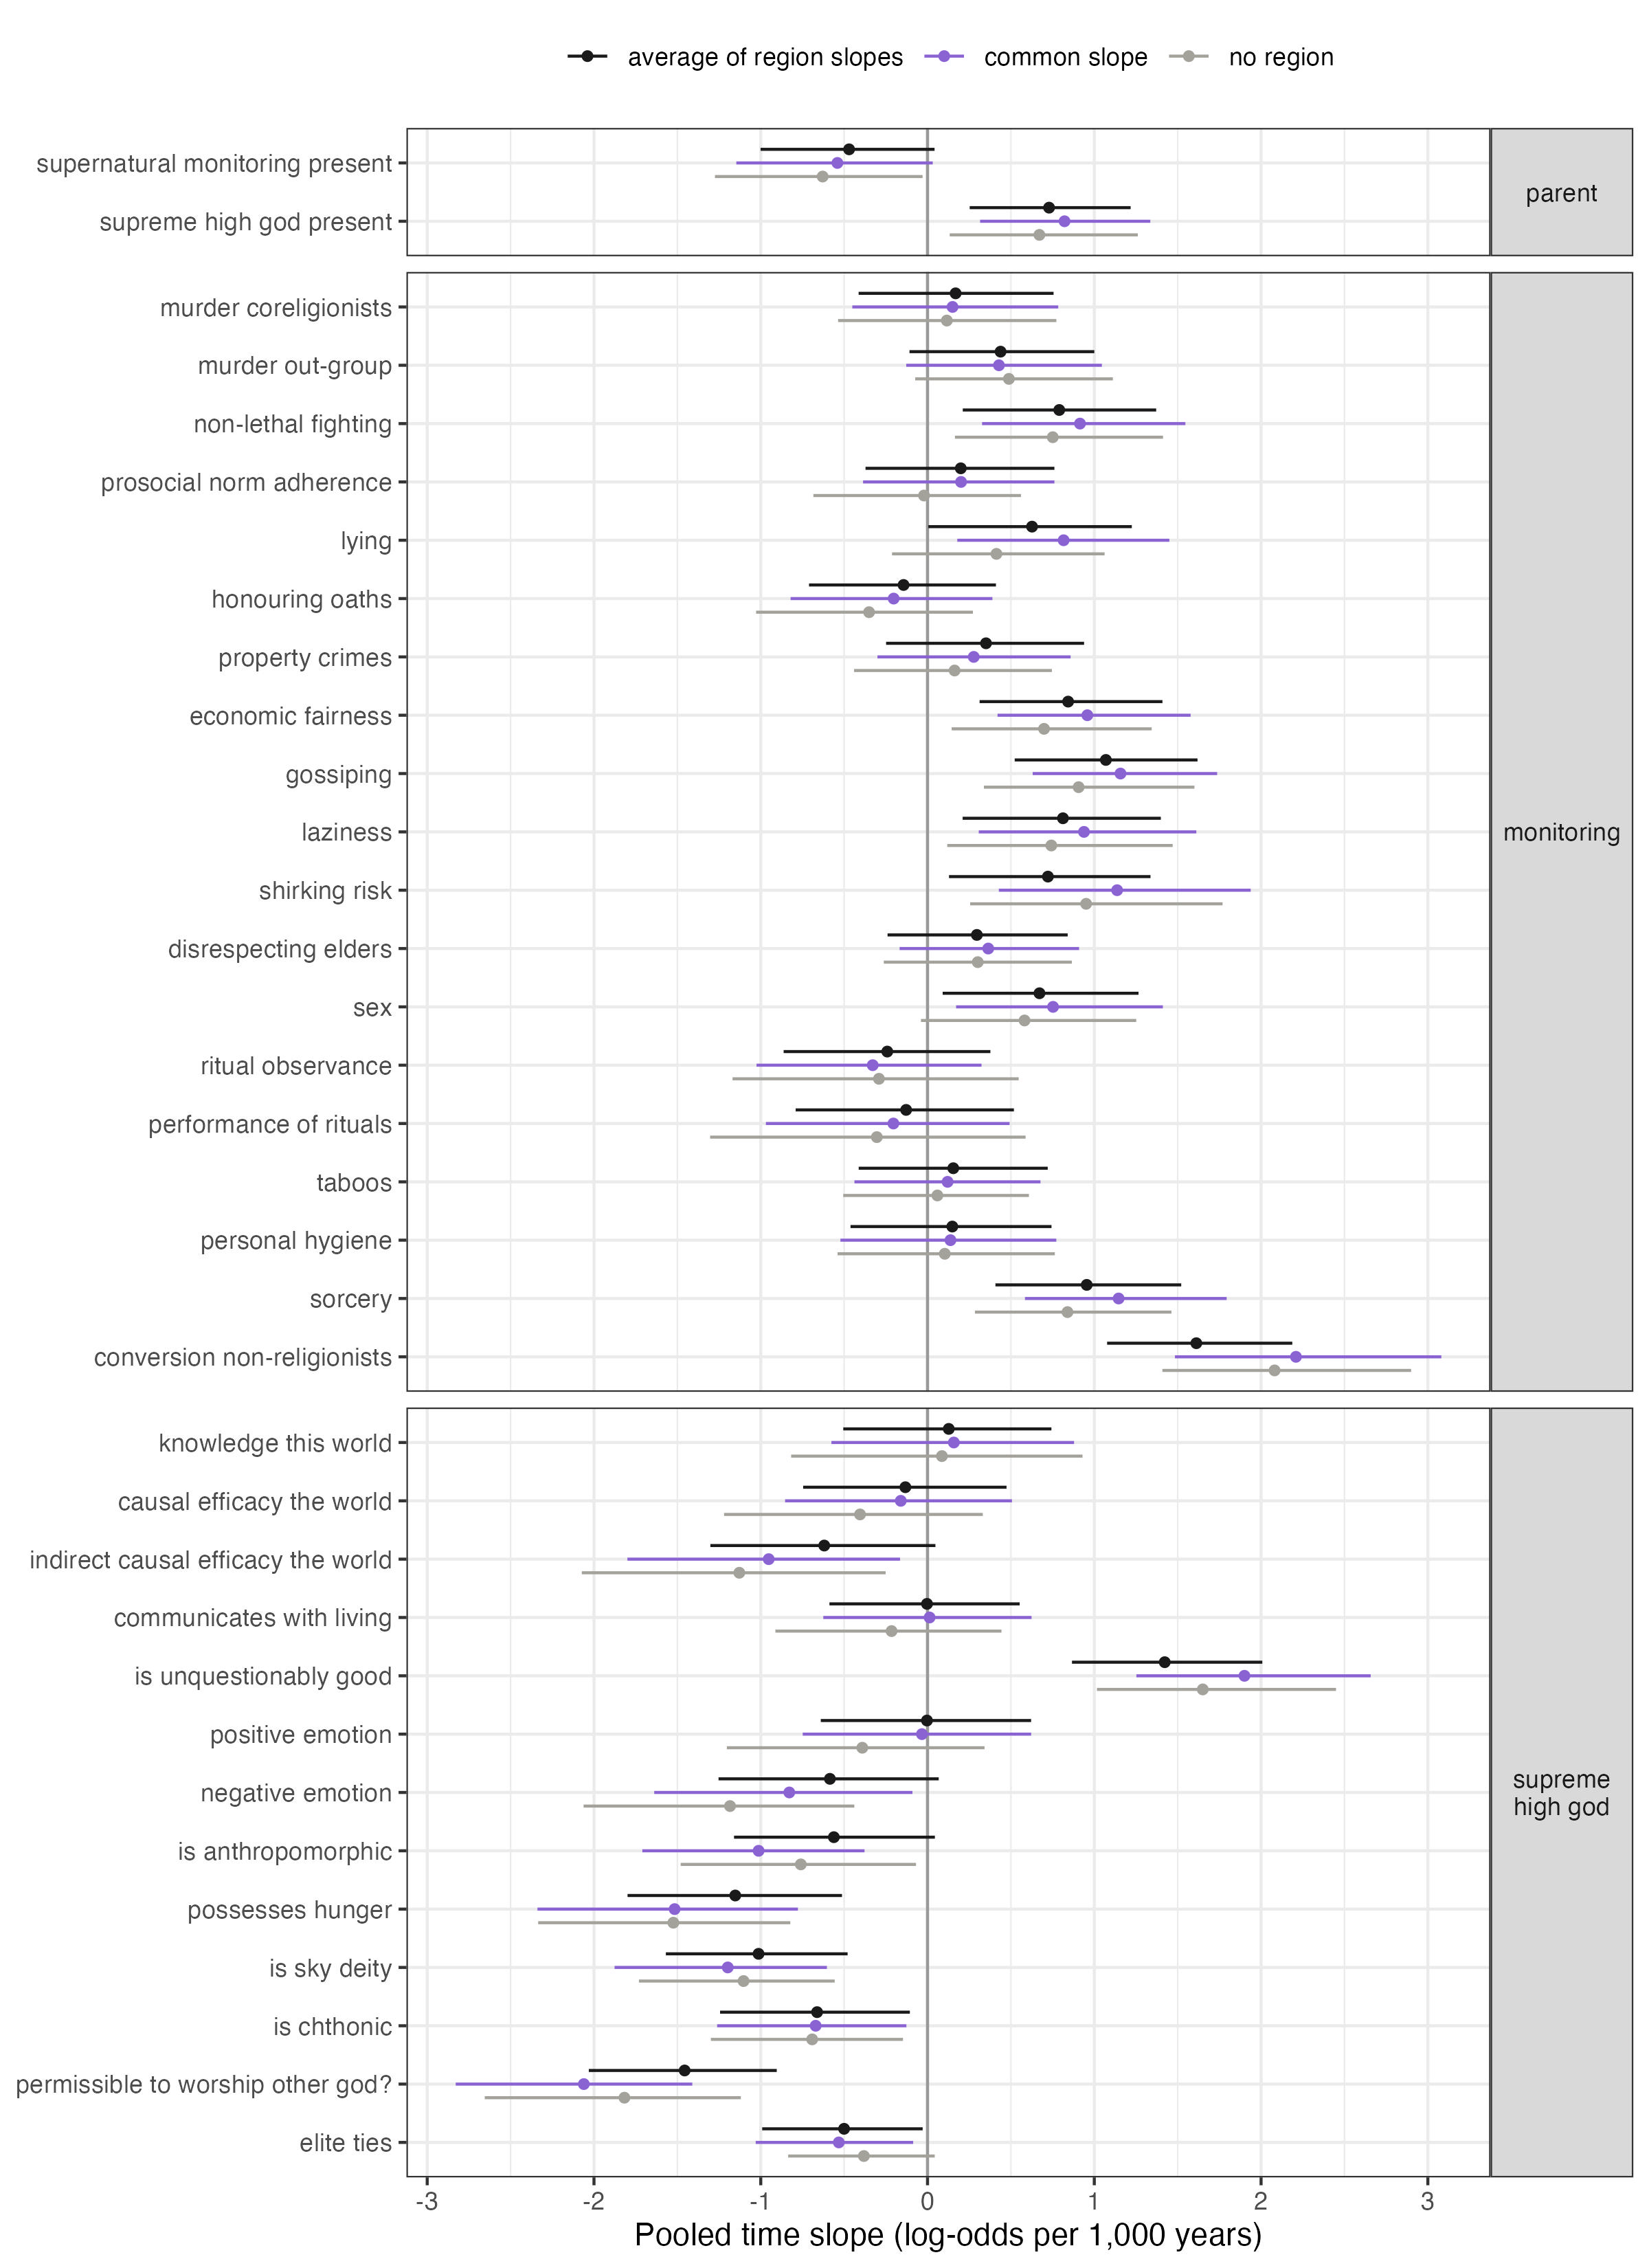 average of region slopes common slope no region
supernatural monitoring present
supreme high god present
parent
murder coreligionists
murder out-group
non-lethal fighting
prosocial norm adherence
lying
honouring oaths
property crimes
economic fairness
gossiping
laziness
shirking risk
disrespecting elders
sex
ritual observance
performance of rituals
taboos
personal hygiene
sorcery
conversion non-religionists
monitoring
knowledge this world
causal efficacy the world
indirect causal efficacy the world
communicates with living
is unquestionably good
positive emotion
negative emotion
is anthropomorphic
possesses hunger
is sky deity
is chthonic
permissible to worship other god?
elite ties
supreme
high god
-3 -2 -1 0 1 2 3
Pooled time slope (log-odds per 1,000 years)